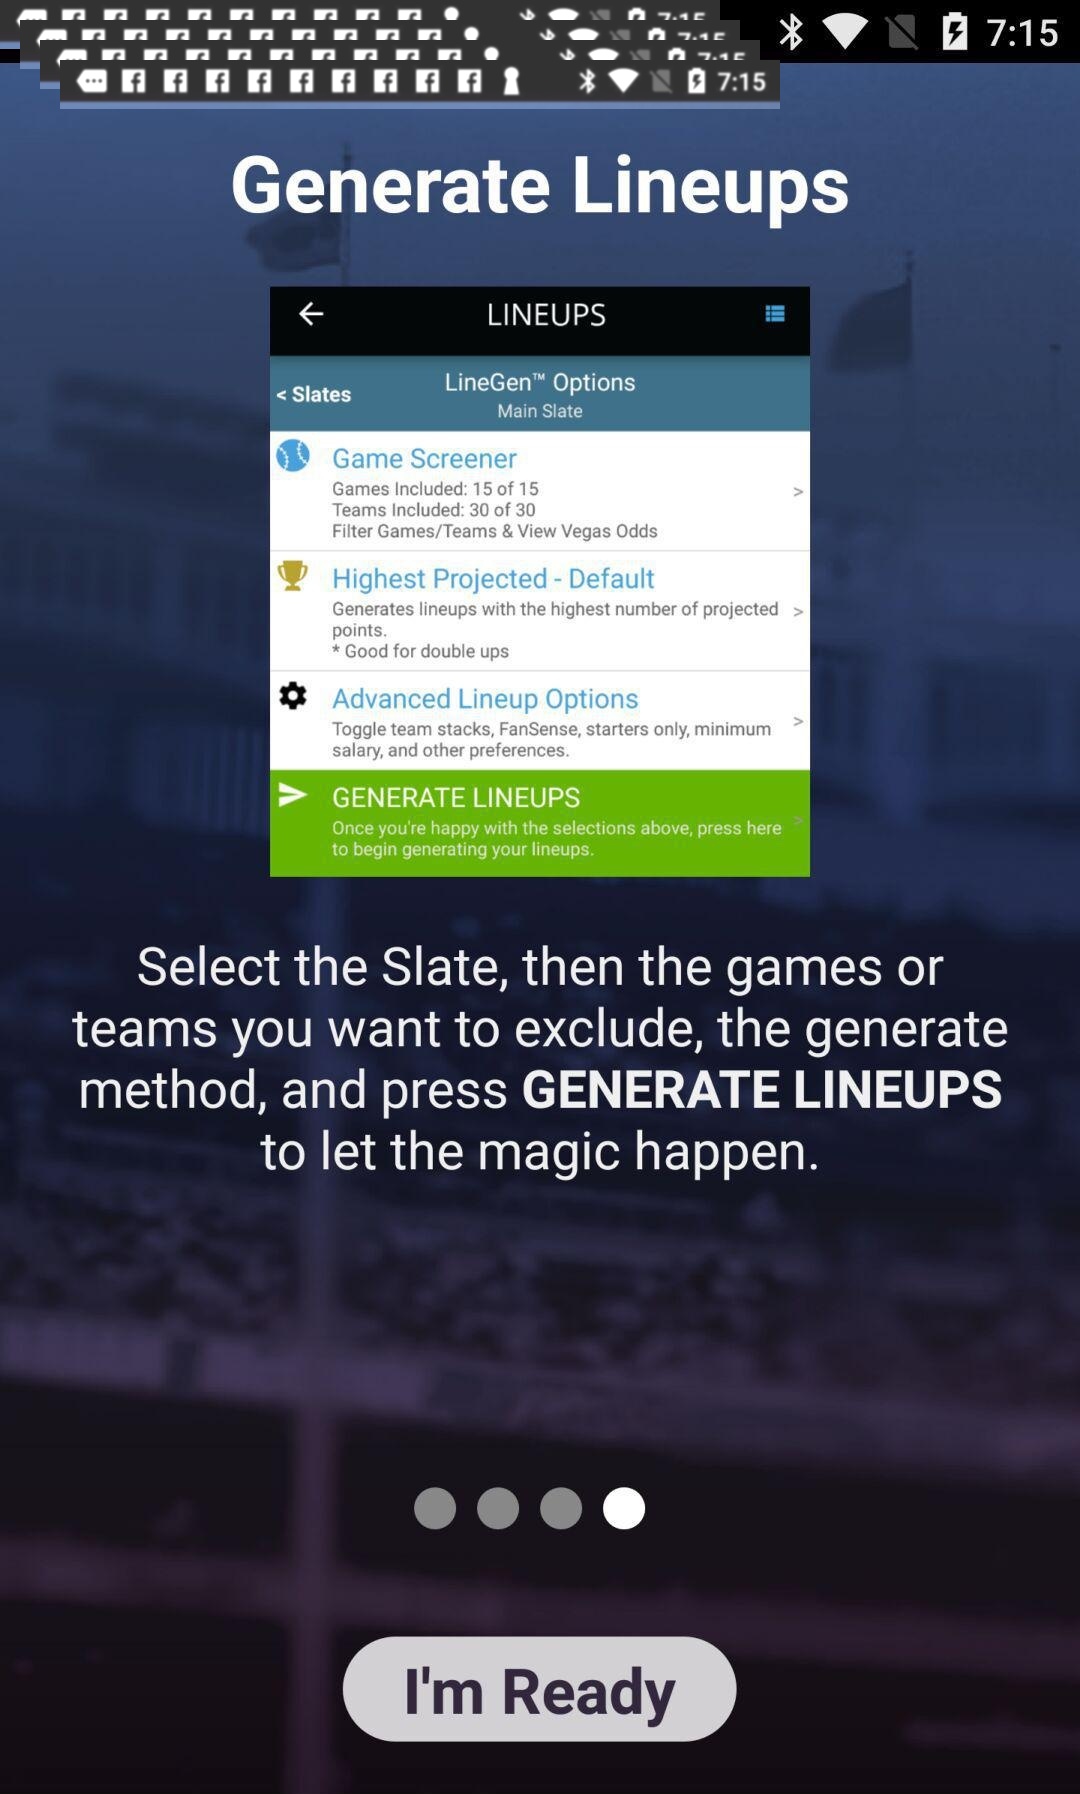 7:15
7:15
Generate Lineups
LINEUPS
< Slates
LineGen™ Options
Main Slate
Game Screener
Games Included: 15 of 15
Teams Included: 30 of 30
Filter Games/Teams & View Vegas Odds
>
Highest Projected - Default
Generates lineups with the highest number of projected
points.
* Good for double ups
>
Advanced Lineup Options
Toggle team stacks, FanSense, starters only, minimum
salary, and other preferences.
>
GENERATE LINEUPS
Once you're happy with the selections above, press here
to begin generating your lineups.
>
Select the Slate, then the games or
teams you want to exclude, the generate
method, and press GENERATE LINEUPS
to let the magic happen.
I'm Ready